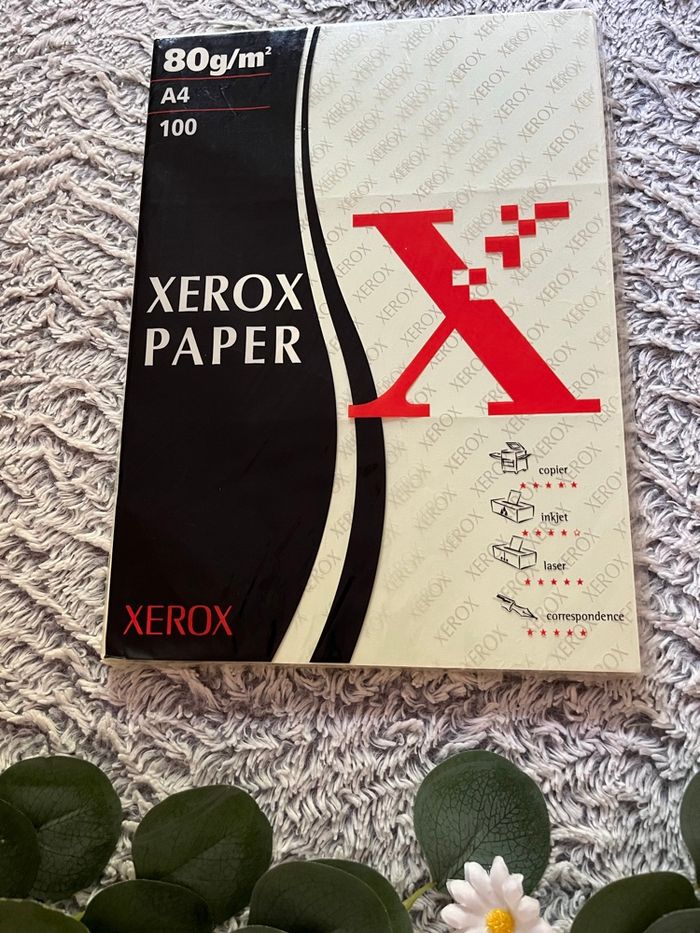 80g/m²
A4
100
XEROX
PAPER
X
copier
inkjet
laser
correspondence
XEROX